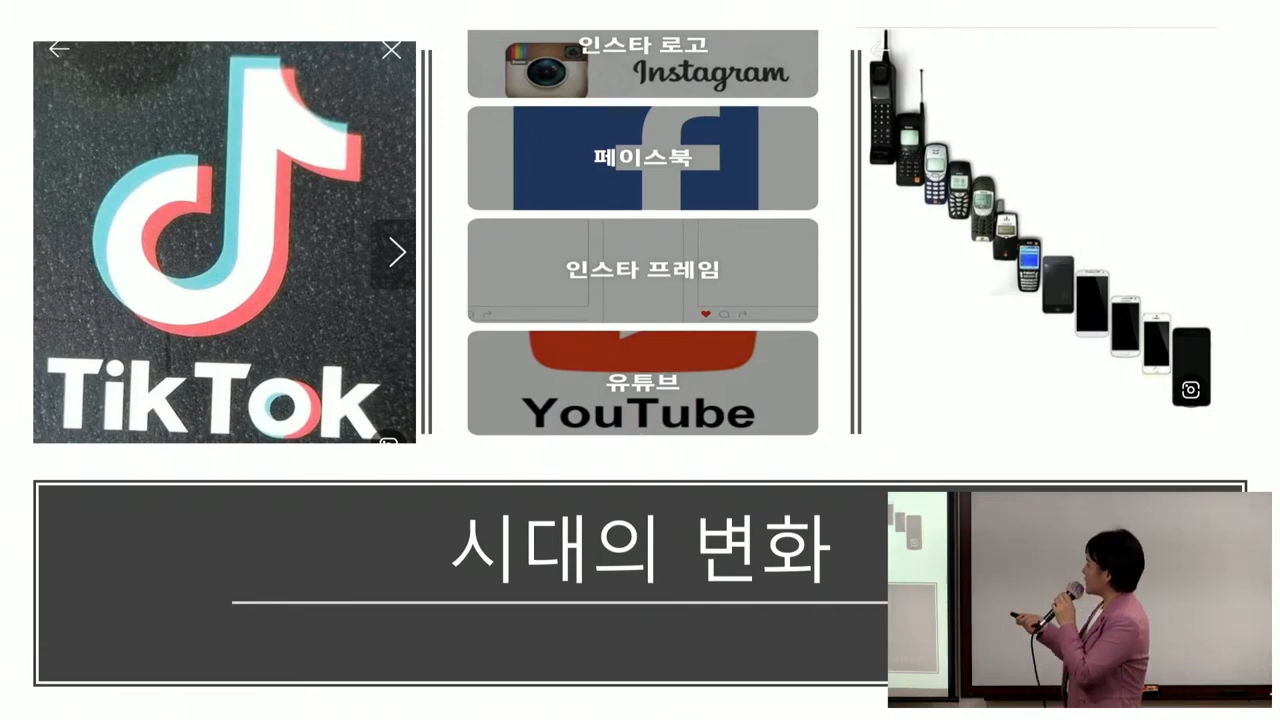 TikTok
인스타 로고
Instagram
페이스북
인스타 프레임
유튜브
YouTube
시대의 변화